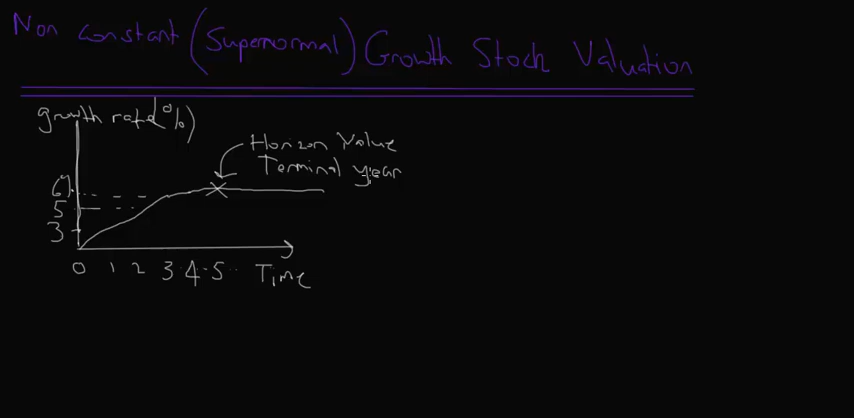 Non constant (Supernormal) Growth Stock Valuation
growth rate(%)
Horizon Value
Terminal year
6%
5
3
0 1 2 3 4 5 Time